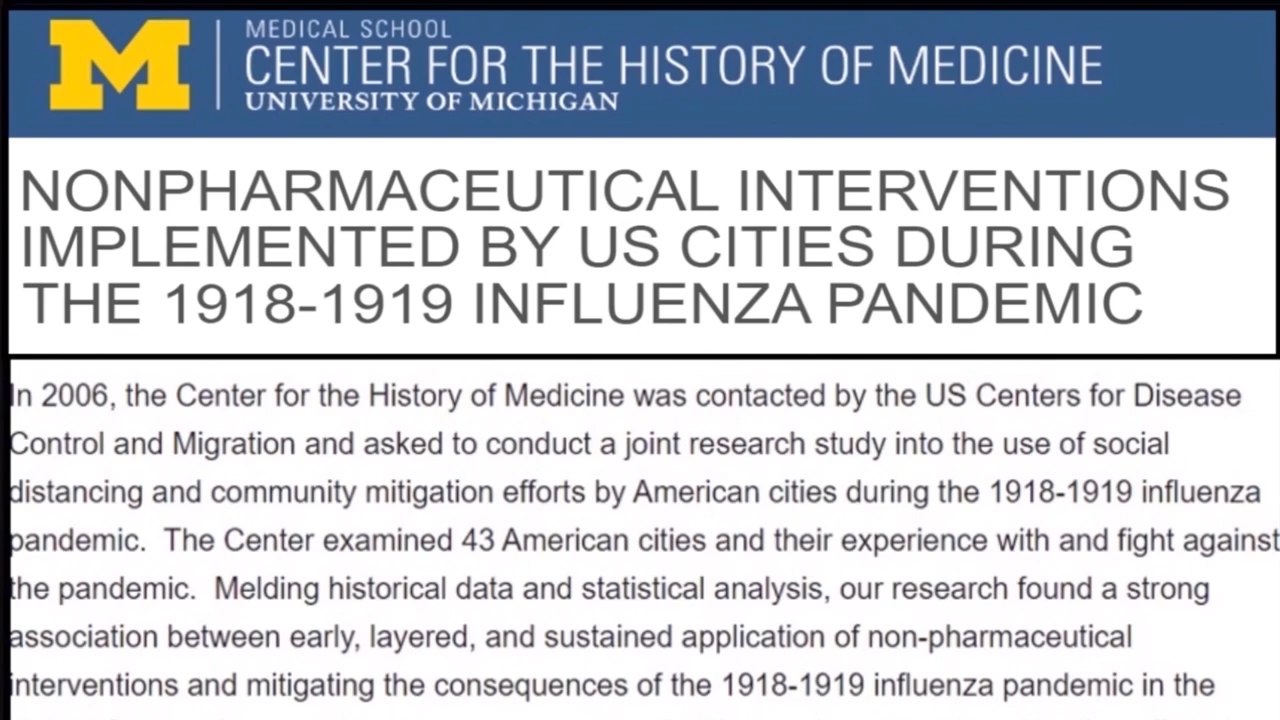 M
MEDICAL SCHOOL
CENTER FOR THE HISTORY OF MEDICINE
UNIVERSITY OF MICHIGAN
NONPHARMACEUTICAL INTERVENTIONS
IMPLEMENTED BY US CITIES DURING
THE 1918-1919 INFLUENZA PANDEMIC
In 2006, the Center for the History of Medicine was contacted by the US Centers for Disease
Control and Migration and asked to conduct a joint research study into the use of social
distancing and community mitigation efforts by American cities during the 1918-1919 influenza
pandemic.  The Center examined 43 American cities and their experience with and fight against
the pandemic.  Melding historical data and statistical analysis, our research found a strong
association between early, layered, and sustained application of non-pharmaceutical
interventions and mitigating the consequences of the 1918-1919 influenza pandemic in the